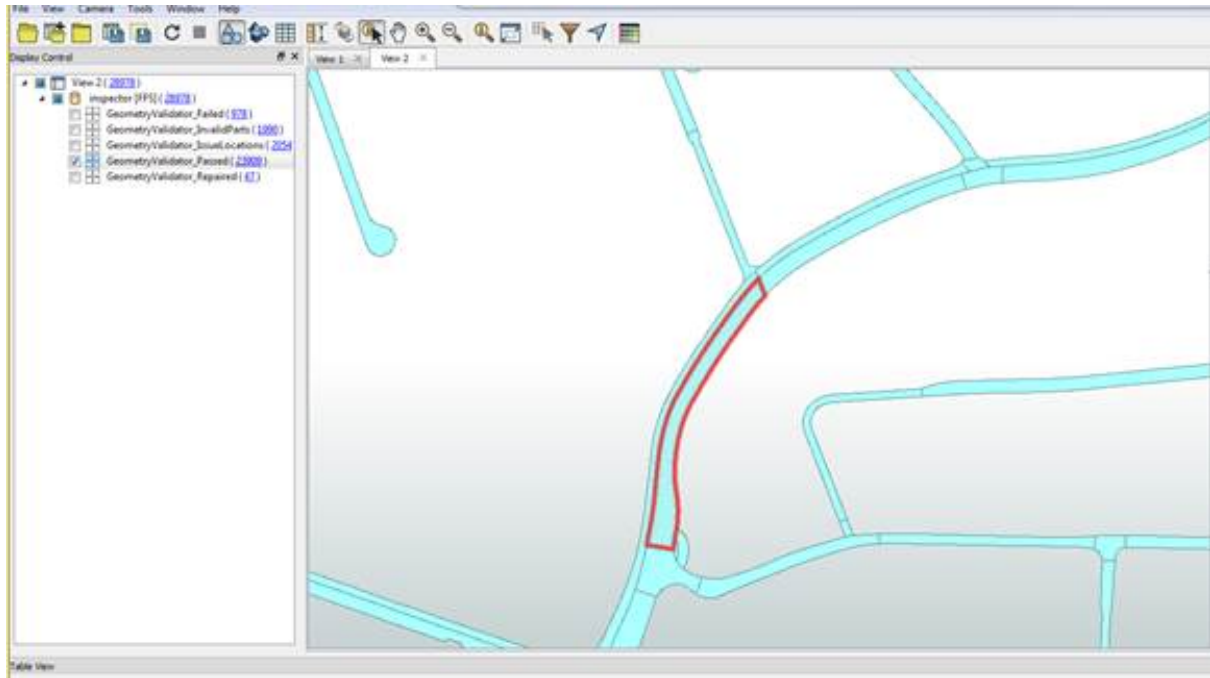 File View Camera Tools Window Help
Display Control
View 1 View 2
View 2 ( 28978 )
inspector [FFS] ( 28978 )
GeometryValidator_Failed ( 978 )
GeometryValidator_InvalidParts ( 1990 )
GeometryValidator_IssueLocations ( 2054
GeometryValidator_Passed ( 23909 )
GeometryValidator_Repaired ( 47 )
Table View